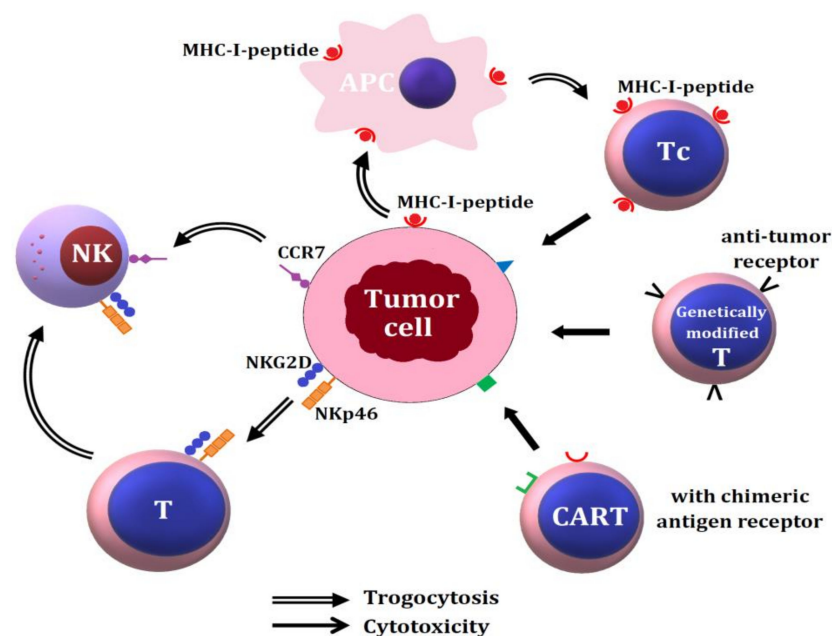 MHC-I-peptide
APC
MHC-I-peptide
Tc
MHC-I-peptide
NK
CCR7
anti-tumor
receptor
Tumor
cell
Genetically
modified
T
NKG2D
NKp46
T
CART
with chimeric
antigen receptor
Trogocytosis
Cytotoxicity